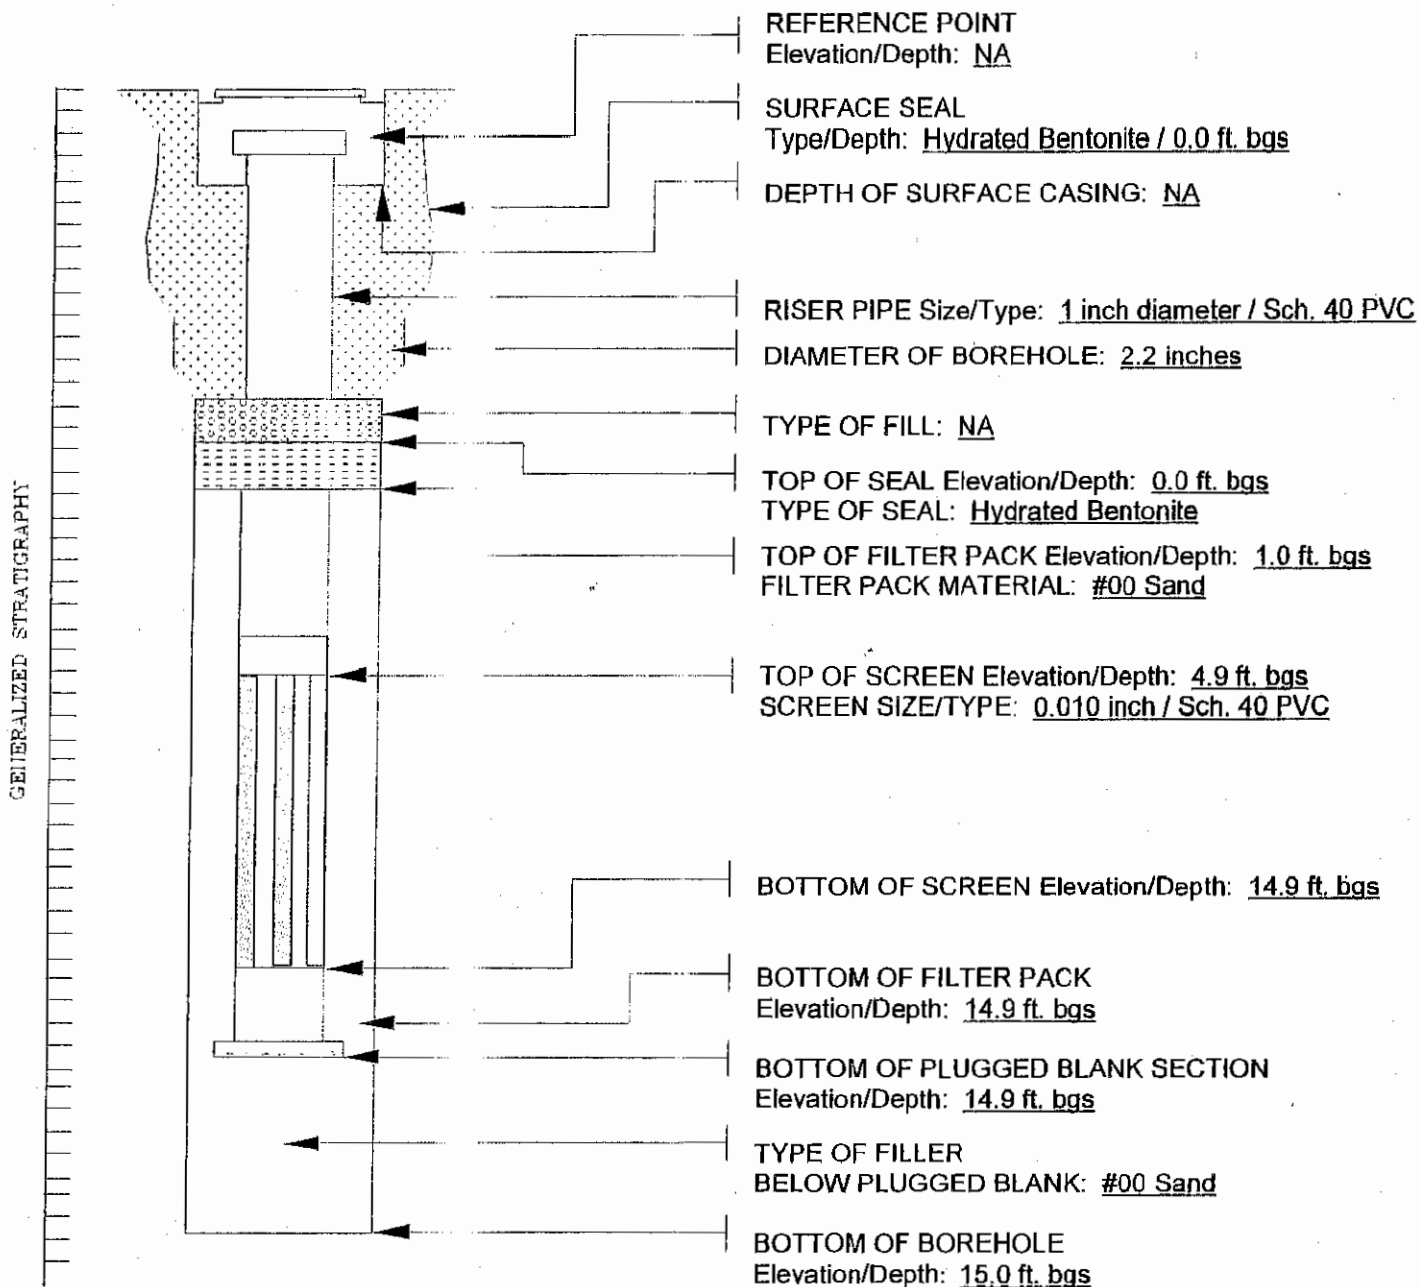 REFERENCE POINT
Elevation/Depth: NA
SURFACE SEAL
Type/Depth: Hydrated Bentonite / 0.0 ft. bgs
DEPTH OF SURFACE CASING: NA
RISER PIPE Size/Type: 1 inch diameter / Sch. 40 PVC
DIAMETER OF BOREHOLE: 2.2 inches
TYPE OF FILL: NA
TOP OF SEAL Elevation/Depth: 0.0 ft. bgs
TYPE OF SEAL: Hydrated Bentonite
TOP OF FILTER PACK Elevation/Depth: 1.0 ft. bgs
FILTER PACK MATERIAL: #00 Sand
GENERALIZED STRATIGRAPHY
TOP OF SCREEN Elevation/Depth: 4.9 ft. bgs
SCREEN SIZE/TYPE: 0.010 inch / Sch. 40 PVC
BOTTOM OF SCREEN Elevation/Depth: 14.9 ft. bgs
BOTTOM OF FILTER PACK
Elevation/Depth: 14.9 ft. bgs
BOTTOM OF PLUGGED BLANK SECTION
Elevation/Depth: 14.9 ft. bgs
TYPE OF FILLER
BELOW PLUGGED BLANK: #00 Sand
BOTTOM OF BOREHOLE
Elevation/Depth: 15.0 ft. bgs